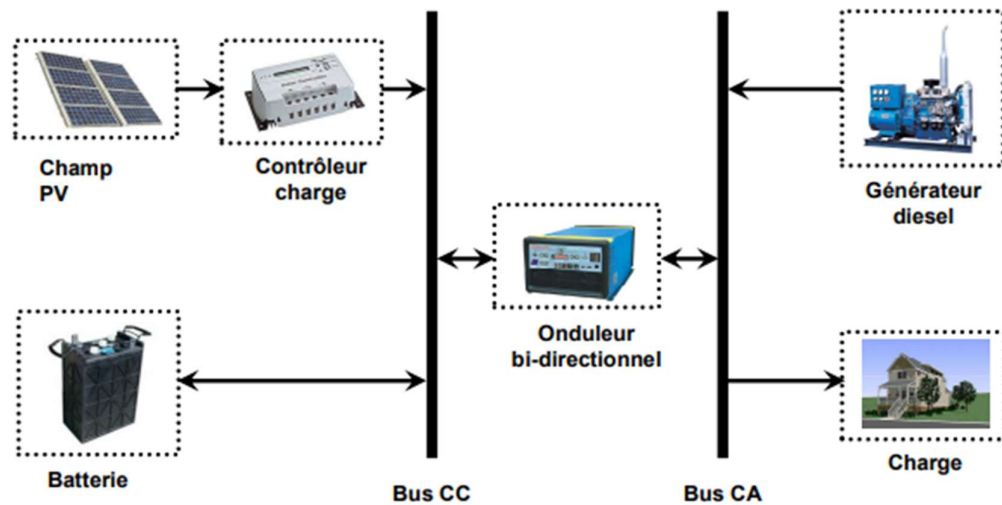 Champ
PV
Contrôleur
charge
Générateur
diesel
Onduleur
bi-directionnel
Batterie
Charge
Bus CC
Bus CA